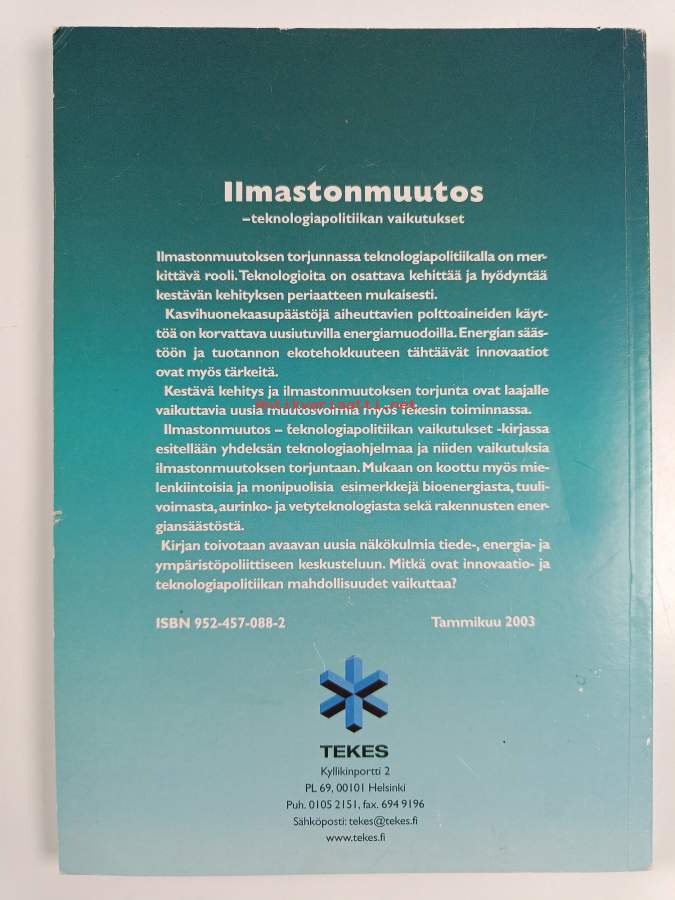 Ilmastonmuutos
–teknologiapolitiikan vaikutukset
Ilmastonmuutoksen torjunnassa teknologiapolitiikalla on mer-
kittävä rooli. Teknologioita on osattava kehittää ja hyödyntää
kestävän kehityksen periaatteen mukaisesti.
Kasvihuonekaasupäästöjä aiheuttavien polttoaineiden käyt-
töä on korvattava uusiutuvilla energiamuodoilla. Energian sääs-
töön ja tuotannon ekotehokkuuteen tähtäävät innovaatiot
ovat myös tärkeitä.
Kestävä kehitys ja ilmastonmuutoksen torjunta ovat laajalle
vaikuttavia uusia muutosvoimia myös Tekesin toiminnassa.
Antikvariaatti.net
Ilmastonmuutos – teknologiapolitiikan vaikutukset -kirjassa
esitellään yhdeksän teknologiaohjelmaa ja niiden vaikutuksia
ilmastonmuutoksen torjuntaan. Mukaan on koottu myös mie-
lenkiintoisia ja monipuolisia esimerkkejä bioenergiasta, tuuli-
voimasta, aurinko- ja vetyteknologiasta sekä rakennusten ener-
giansäästöstä.
Kirjan toivotaan avaavan uusia näkökulmia tiede-, energia- ja
ympäristöpoliittiseen keskusteluun. Mitkä ovat innovaatio- ja
teknologiapolitiikan mahdollisuudet vaikuttaa?
ISBN 952-457-088-2 Tammikuu 2003
TEKES
Kyllikinportti 2
PL 69, 00101 Helsinki
Puh. 0105 2151, fax. 694 9196
Sähköposti: tekes@tekes.fi
www.tekes.fi